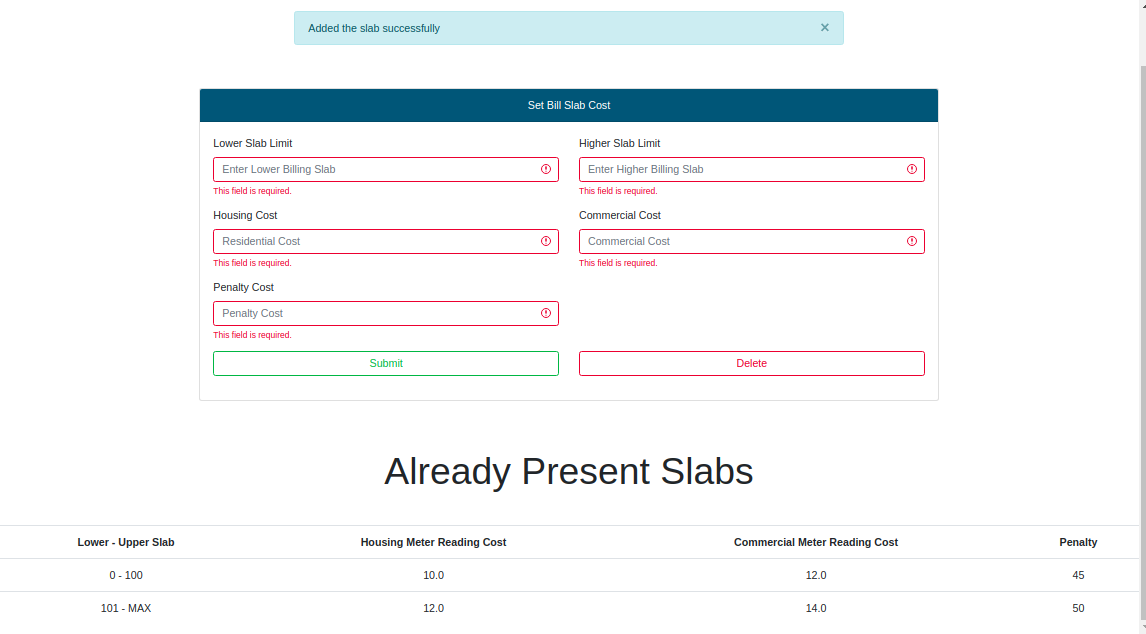 Added the slab successfully ×
Set Bill Slab Cost
Lower Slab Limit Higher Slab Limit
Enter Lower Billing Slab Enter Higher Billing Slab
This field is required. This field is required.
Housing Cost Commercial Cost
Residential Cost Commercial Cost
This field is required. This field is required.
Penalty Cost
Penalty Cost
This field is required.
Submit Delete
Already Present Slabs
Lower - Upper Slab Housing Meter Reading Cost Commercial Meter Reading Cost Penalty
0 - 100 10.0 12.0 45
101 - MAX 12.0 14.0 50